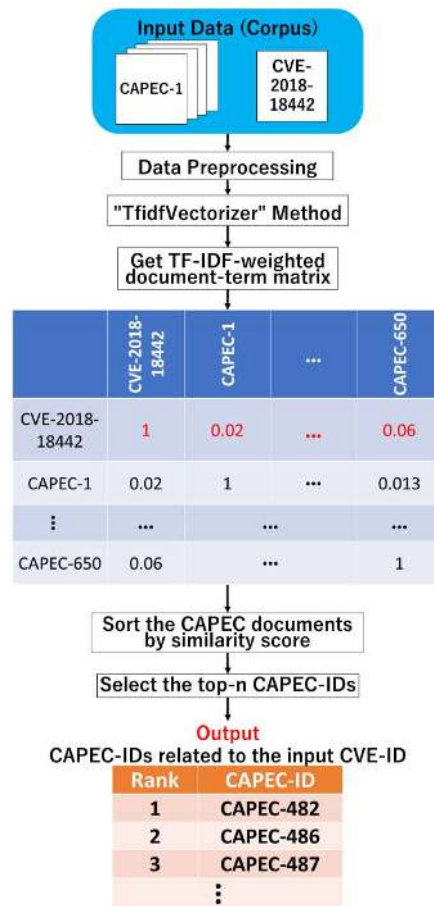 Input Data (Corpus)
CAPEC-1
CVE-
2018-
18442
Data Preprocessing
"TfidfVectorizer" Method
Get TF-IDF-weighted
document-term matrix
CVE-2018-
18442
CAPEC-1
...
CAPEC-650
CVE-2018-
18442
1 0.02 ... 0.06
CAPEC-1 0.02 1 ... 0.013
⋮ ... ... ...
CAPEC-650 0.06 ... 1
Sort the CAPEC documents
by similarity score
Select the top-n CAPEC-IDs
Output
CAPEC-IDs related to the input CVE-ID
Rank CAPEC-ID
1 CAPEC-482
2 CAPEC-486
3 CAPEC-487
⋮